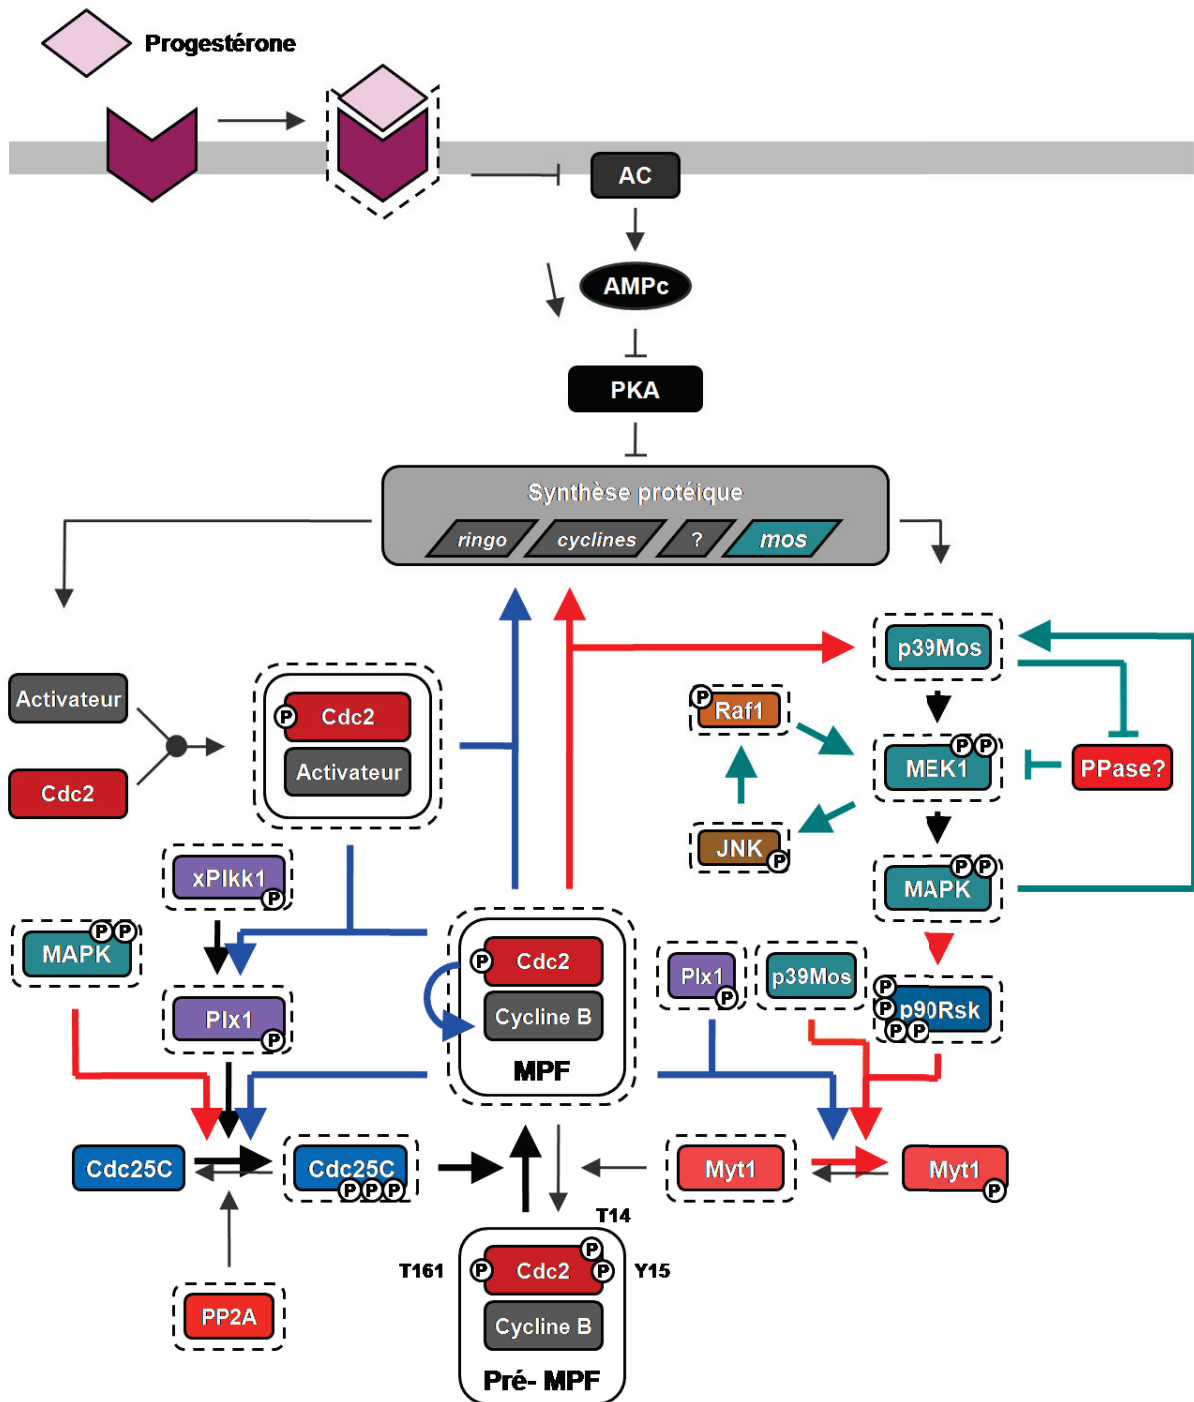 Progestérone
AC
AMPc
PKA
Synthèse protéique
ringo
cyclines
?
mos
p39Mos
Activateur
Cdc2
P
Cdc2
Activateur
P
Raf1
P P
MEK1
PPase?
JNK
P
xPlkk1
P
P P
MAPK
P P
MAPK
P
Cdc2
Cycline B
MPF
Plx1
P
p39Mos
P
P
p90Rsk
P P
Plx1
P
Cdc25C
Cdc25C
P P P
Myt1
Myt1
P
T14
T161
P
Cdc2
P
P
Y15
Cycline B
Pré- MPF
PP2A